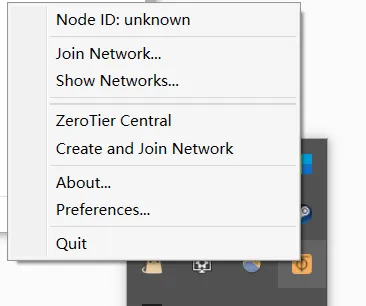 Node ID: unknown
Join Network...
Show Networks...
ZeroTier Central
Create and Join Network
About...
Preferences...
Quit